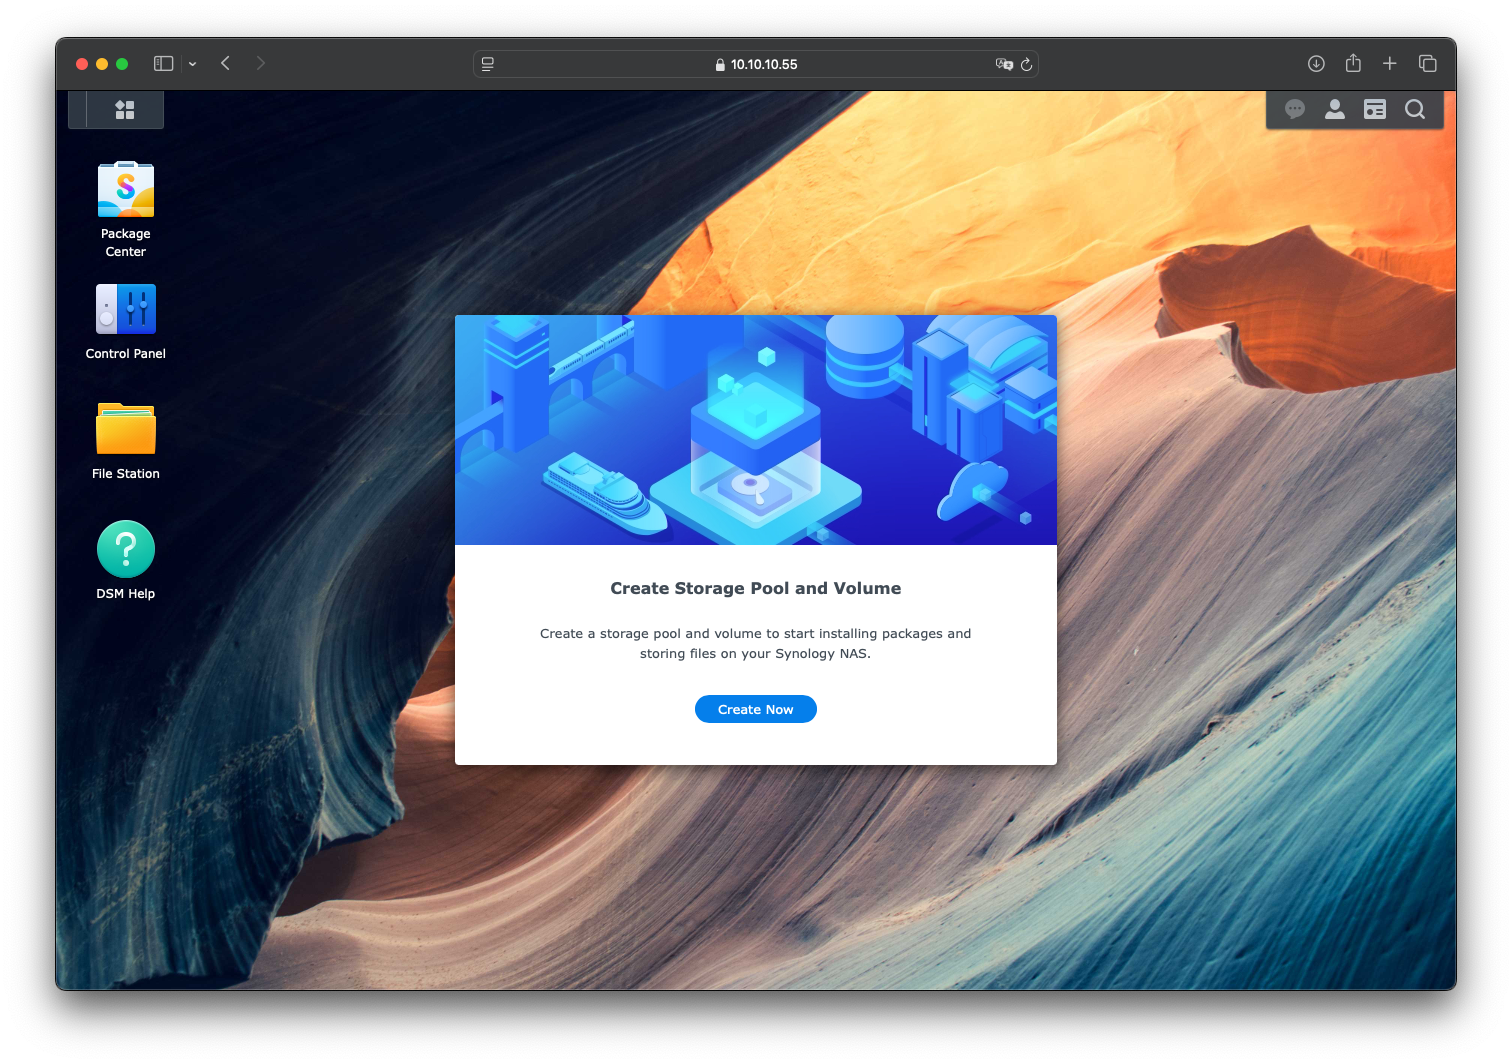 10.10.10.55
Package
Center
Control Panel
File Station
DSM Help
Create Storage Pool and Volume
Create a storage pool and volume to start installing packages and
storing files on your Synology NAS.
Create Now